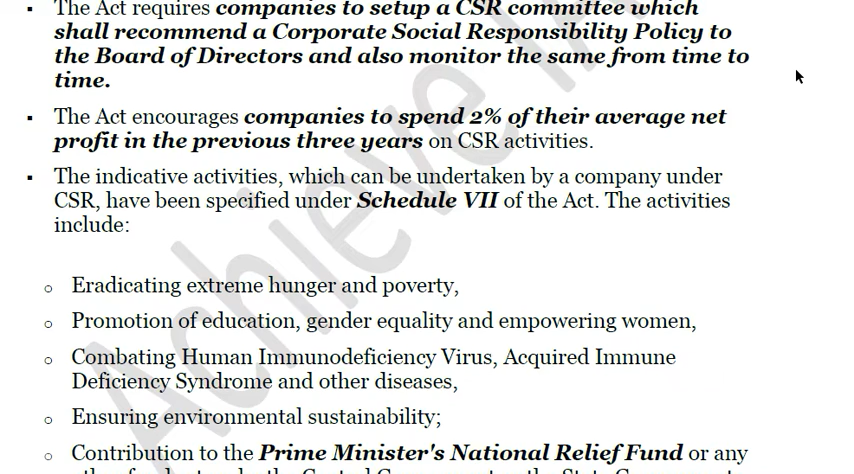 ▪ The Act requires companies to setup a CSR committee which
shall recommend a Corporate Social Responsibility Policy to
the Board of Directors and also monitor the same from time to
time.
▪ The Act encourages companies to spend 2% of their average net
profit in the previous three years on CSR activities.
▪ The indicative activities, which can be undertaken by a company under
CSR, have been specified under Schedule VII of the Act. The activities
include:
o Eradicating extreme hunger and poverty,
o Promotion of education, gender equality and empowering women,
o Combating Human Immunodeficiency Virus, Acquired Immune
Deficiency Syndrome and other diseases,
o Ensuring environmental sustainability;
o Contribution to the Prime Minister's National Relief Fund or any
Achieve IA